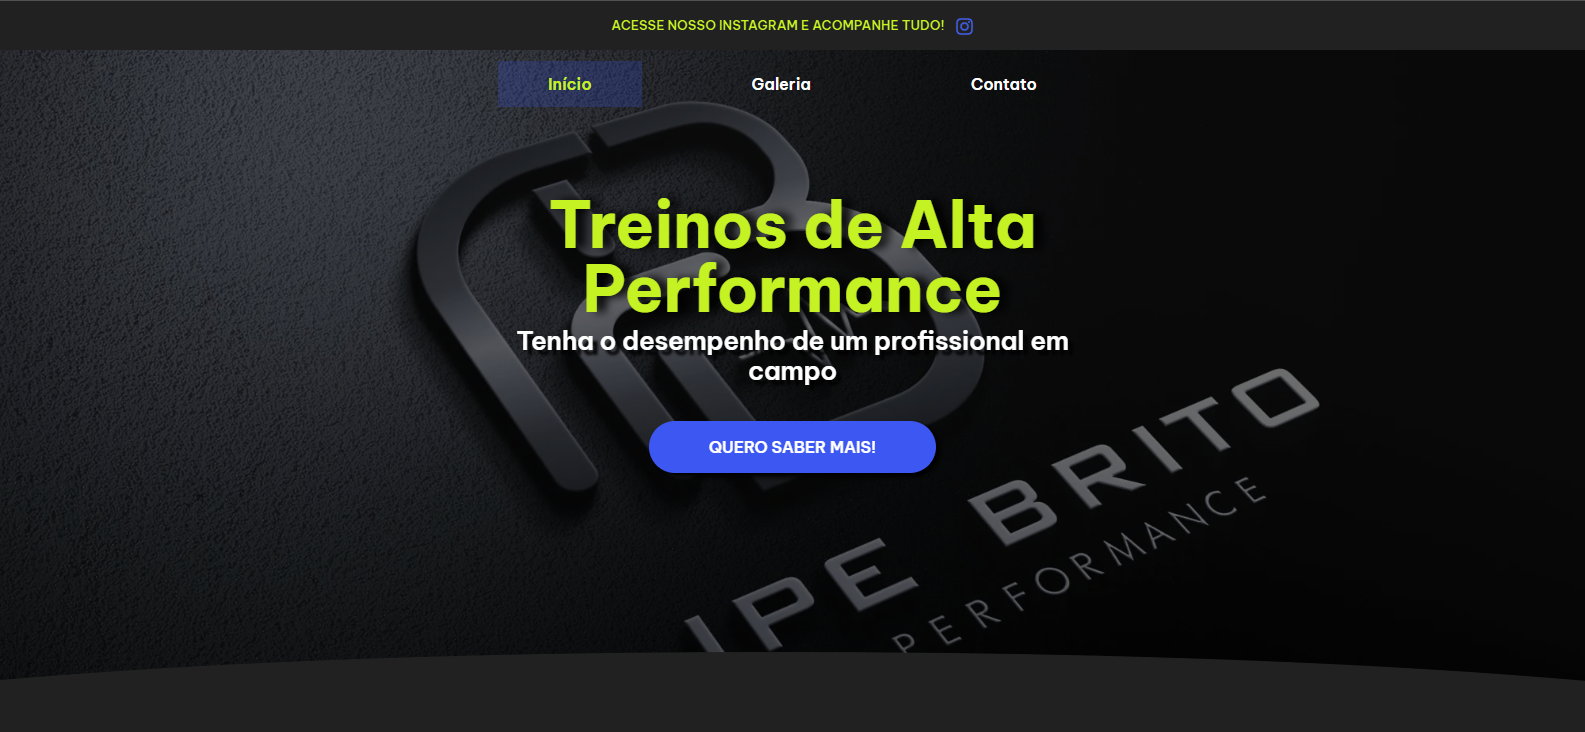 ACESSE NOSSO INSTAGRAM E ACOMPANHE TUDO!
Início
Galeria
Contato
Treinos de Alta
Performance
Tenha o desempenho de um profissional em
campo
QUERO SABER MAIS!
IPE BRITO
PERFORMANCE